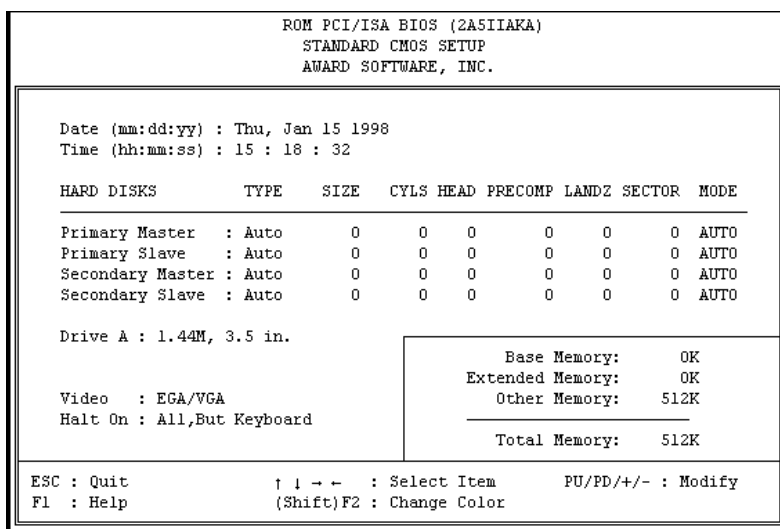 ROM PCI/ISA BIOS (2A5IIAKA)
STANDARD CMOS SETUP
AWARD SOFTWARE, INC.
Date (mm:dd:yy) : Thu, Jan 15 1998
Time (hh:mm:ss) : 15 : 18 : 32
HARD DISKS TYPE SIZE CYLS HEAD PRECOMP LANDZ SECTOR MODE
Primary Master : Auto 0 0 0 0 0 0 AUTO
Primary Slave : Auto 0 0 0 0 0 0 AUTO
Secondary Master : Auto 0 0 0 0 0 0 AUTO
Secondary Slave : Auto 0 0 0 0 0 0 AUTO
Drive A : 1.44M, 3.5 in.
Video : EGA/VGA
Halt On : All,But Keyboard
Base Memory: 0K
Extended Memory: 0K
Other Memory: 512K
Total Memory: 512K
ESC : Quit ↑ ↓ → ← : Select Item PU/PD/+/- : Modify
F1 : Help (Shift)F2 : Change Color